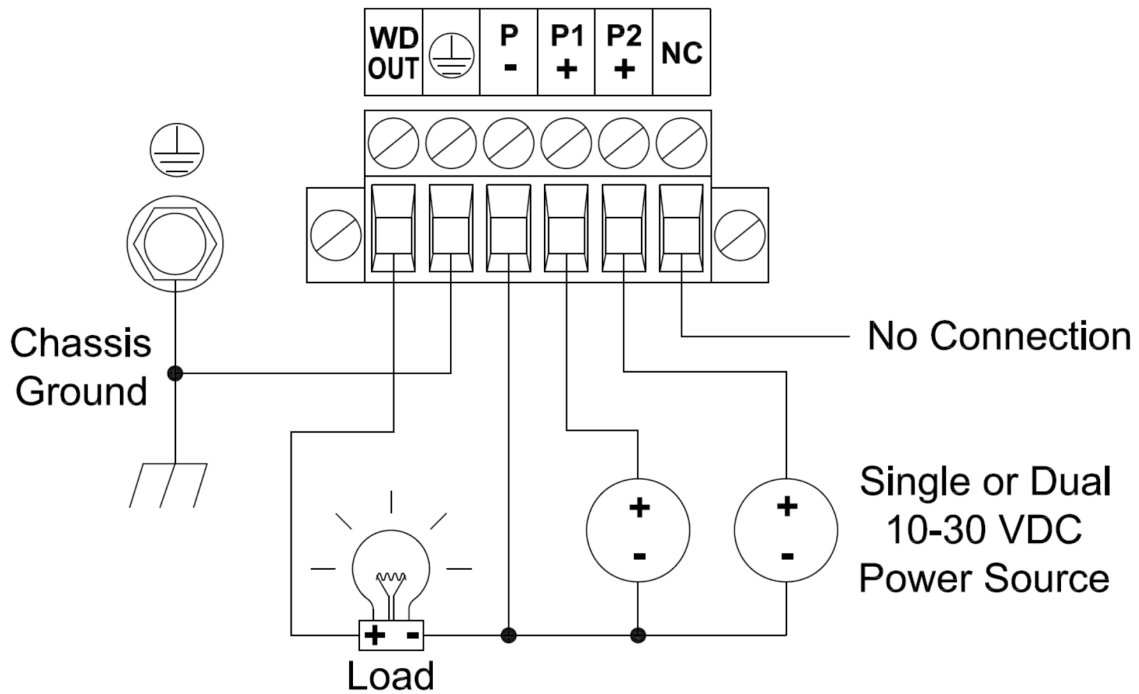 WD
OUT
P
-
P1
+
P2
+
NC
Chassis
Ground
No Connection
+
-
+
-
Single or Dual
10-30 VDC
Power Source
+ -
Load